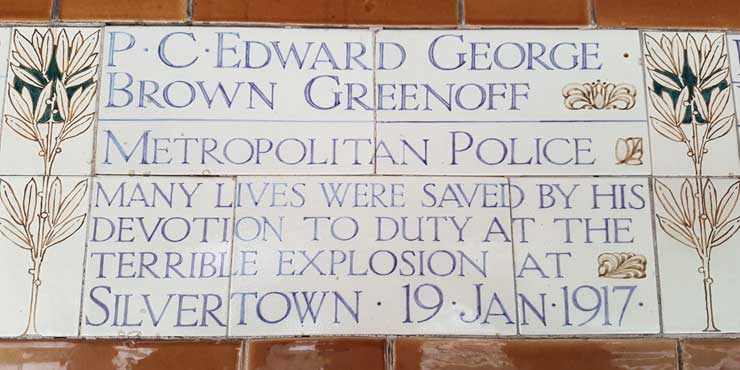 P·C·EDWARD GEORGE
BROWN GREENOFF
METROPOLITAN POLICE
MANY LIVES WERE SAVED BY HIS
DEVOTION TO DUTY AT THE
TERRIBLE EXPLOSION AT
SILVERTOWN · 19·JAN·1917·